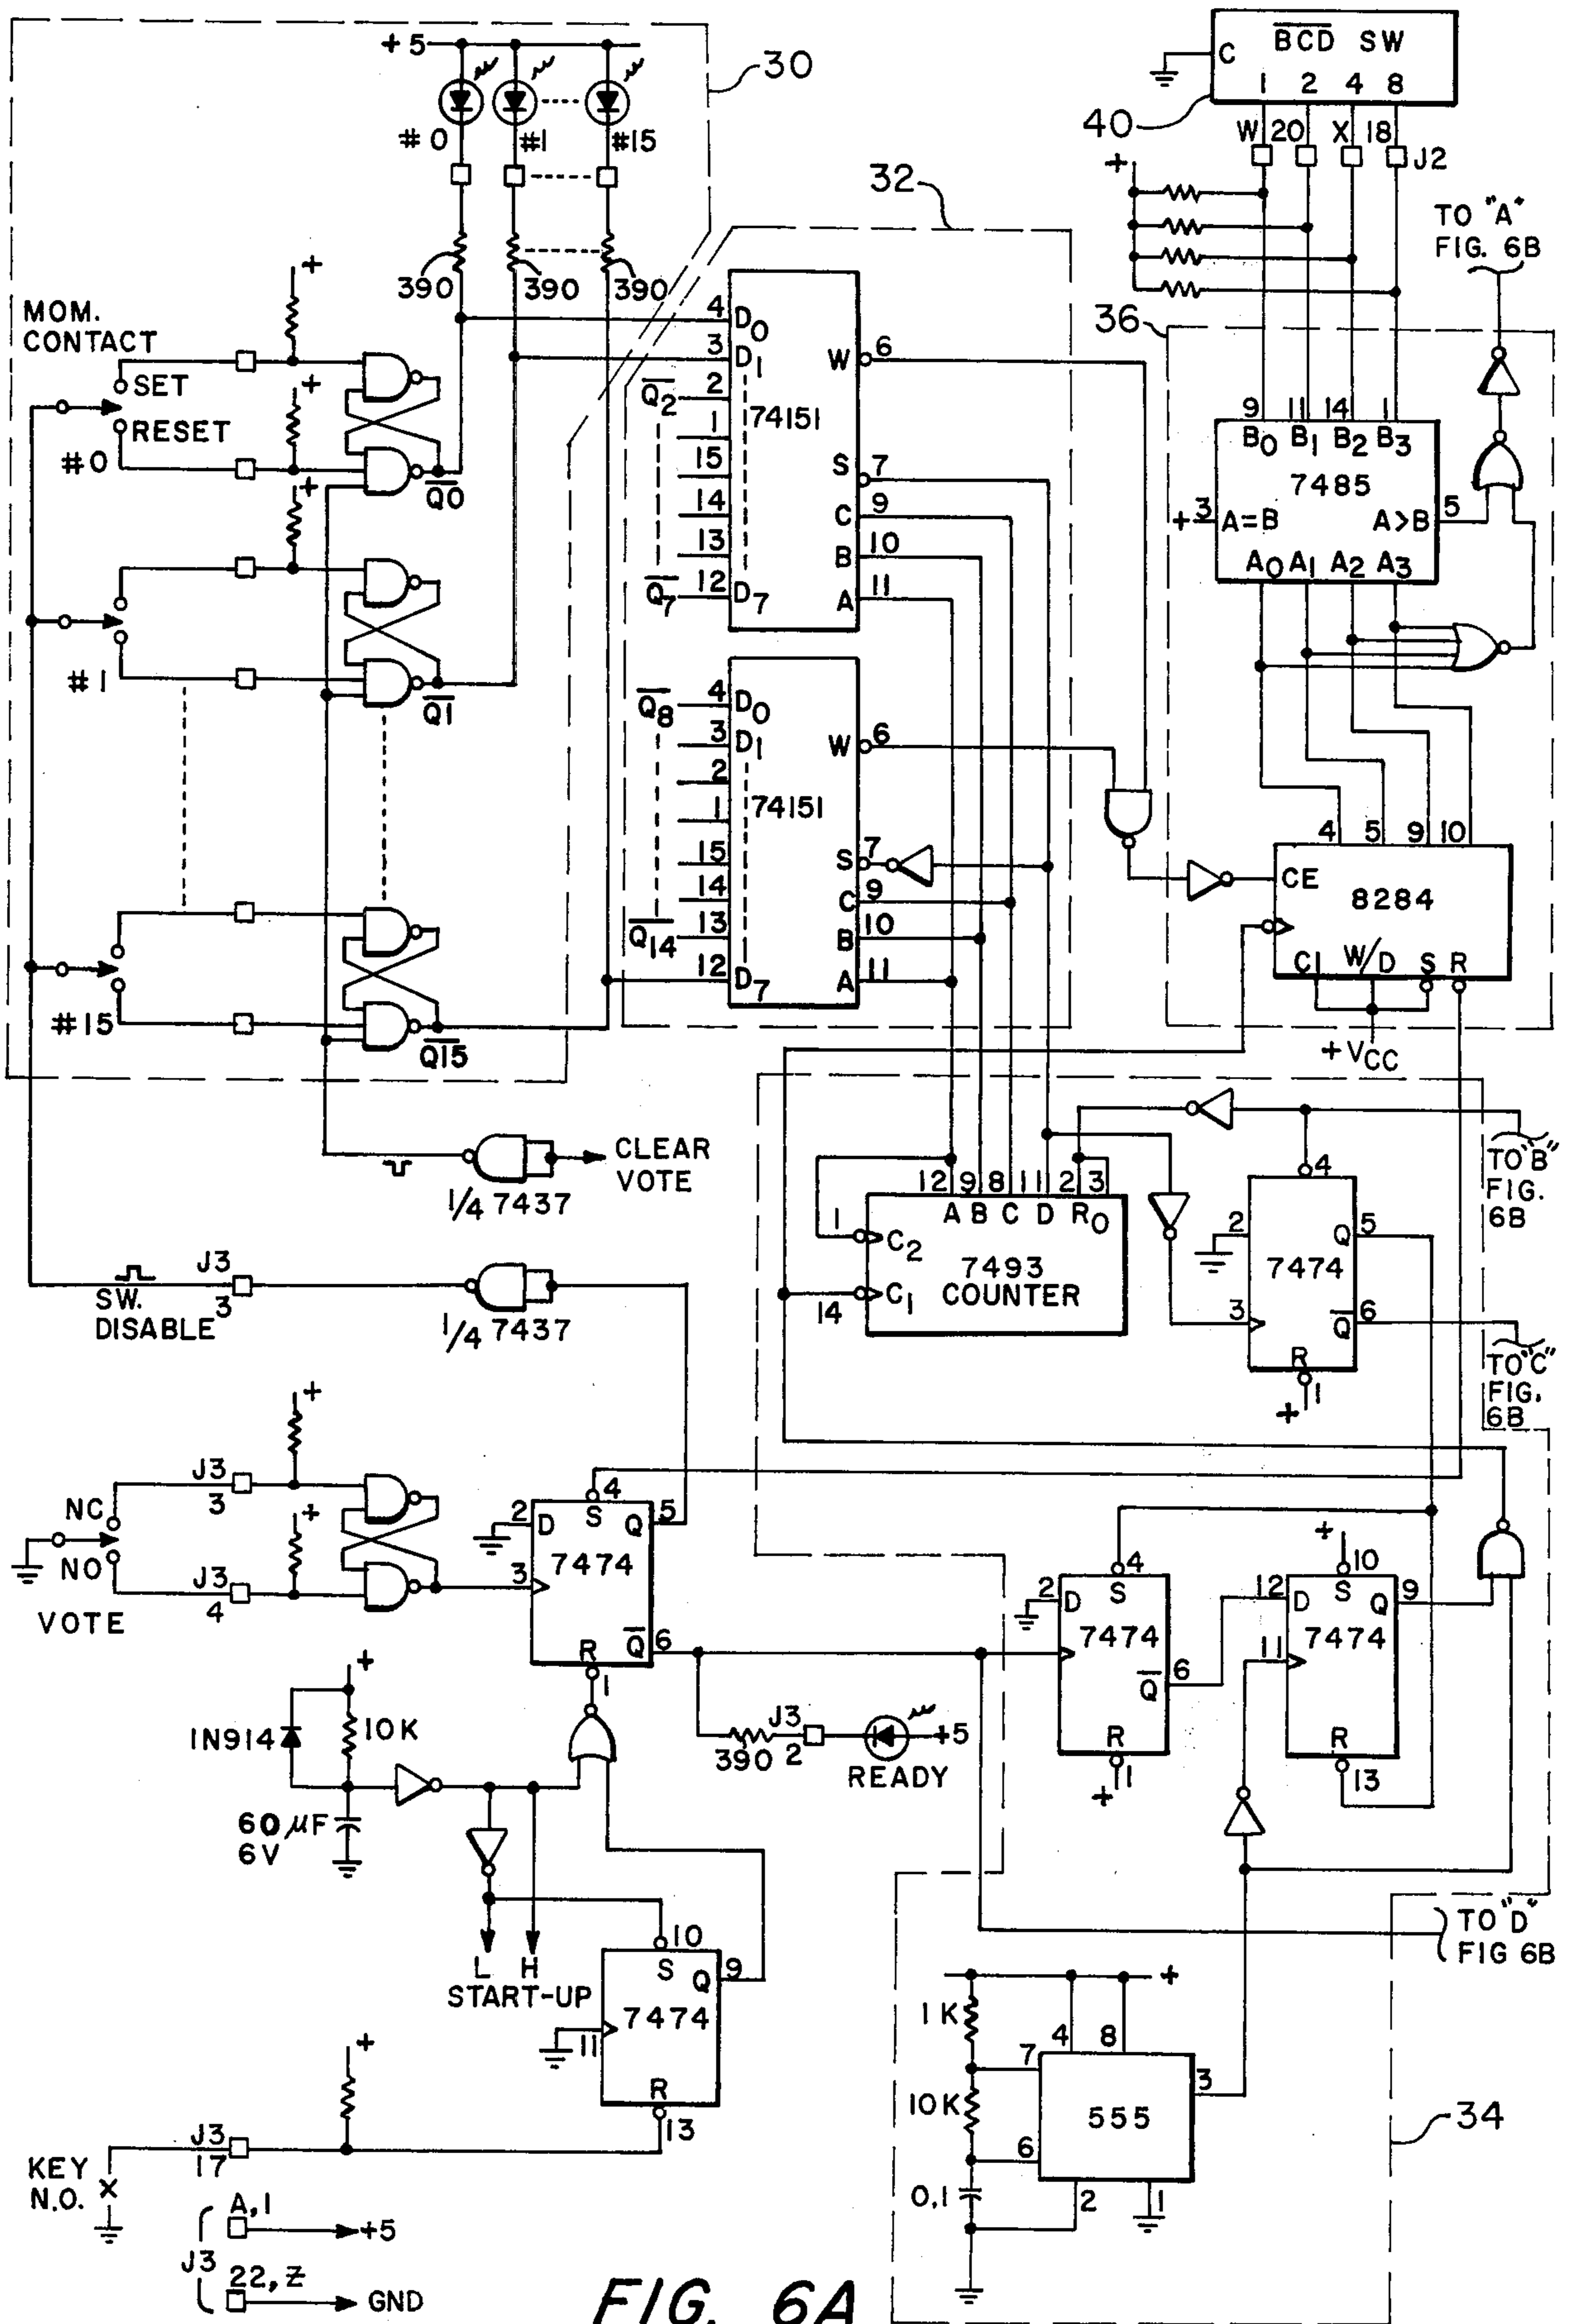 +5
30
#0
#1
#15
390
390
390
MOM.
CONTACT
SET
RESET
#0
+
+
+
Q0
#1
Q1
#15
Q15
C
BCD SW
1 2 4 8
40
W 20 X 18
J2
+
TO "A"
FIG. 6B
32
36
4 D0
3 D1
Q2 2
1
15
14
13
Q7 12 D7
74151
W 6
S 7
C 9
B 10
A 11
Q8 4 D0
3 D1
2
1
15
14
Q14 13
12 D7
74151
W 6
S 7
C 9
B 10
A 11
9 11 14 1
B0 B1 B2 B3
7485
+ 3 A=B A>B 5
A0 A1 A2 A3
4 5 9 10
CE
8284
C1 W/D S R
+VCC
CLEAR
VOTE
1/4 7437
SW.
DISABLE
J3
3
1/4 7437
12 9 8 11 2 3
A B C D R0
1 C2
7493
COUNTER
14 C1
4
2 Q 5
7474
3 Q 6
R
1
+
TO "B"
FIG.
6B
TO "C"
FIG.
6B
NC
NO
VOTE
J3
3
J3
4
+
+
4
2 D S Q 5
7474
3
R Q 6
1
+
1N914
10K
60 µF
6V
L H
START-UP
390
J3
2
+5
READY
10
S Q 9
7474
11
R
13
4
2 D S
7474
Q 6
R
1
+
+
10
12 D S Q 9
11 7474
R
13
TO "D"
FIG 6B
+
1K
10K
0.1
4 8
7
6
2
1
3
555
34
KEY
N.O.
J3
17
+
J3
A,1
+5
22,Z
GND
FIG. 6A